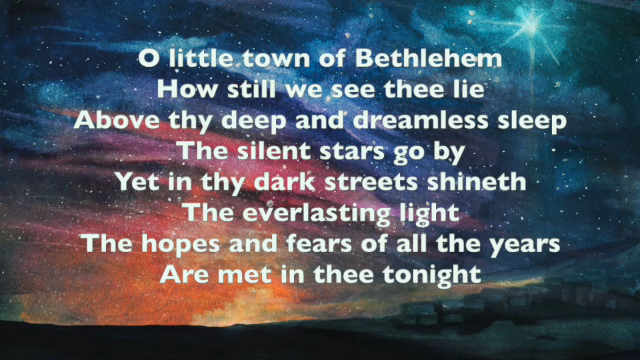 O little town of Bethlehem
How still we see thee lie
Above thy deep and dreamless sleep
The silent stars go by
Yet in thy dark streets shineth
The everlasting light
The hopes and fears of all the years
Are met in thee tonight